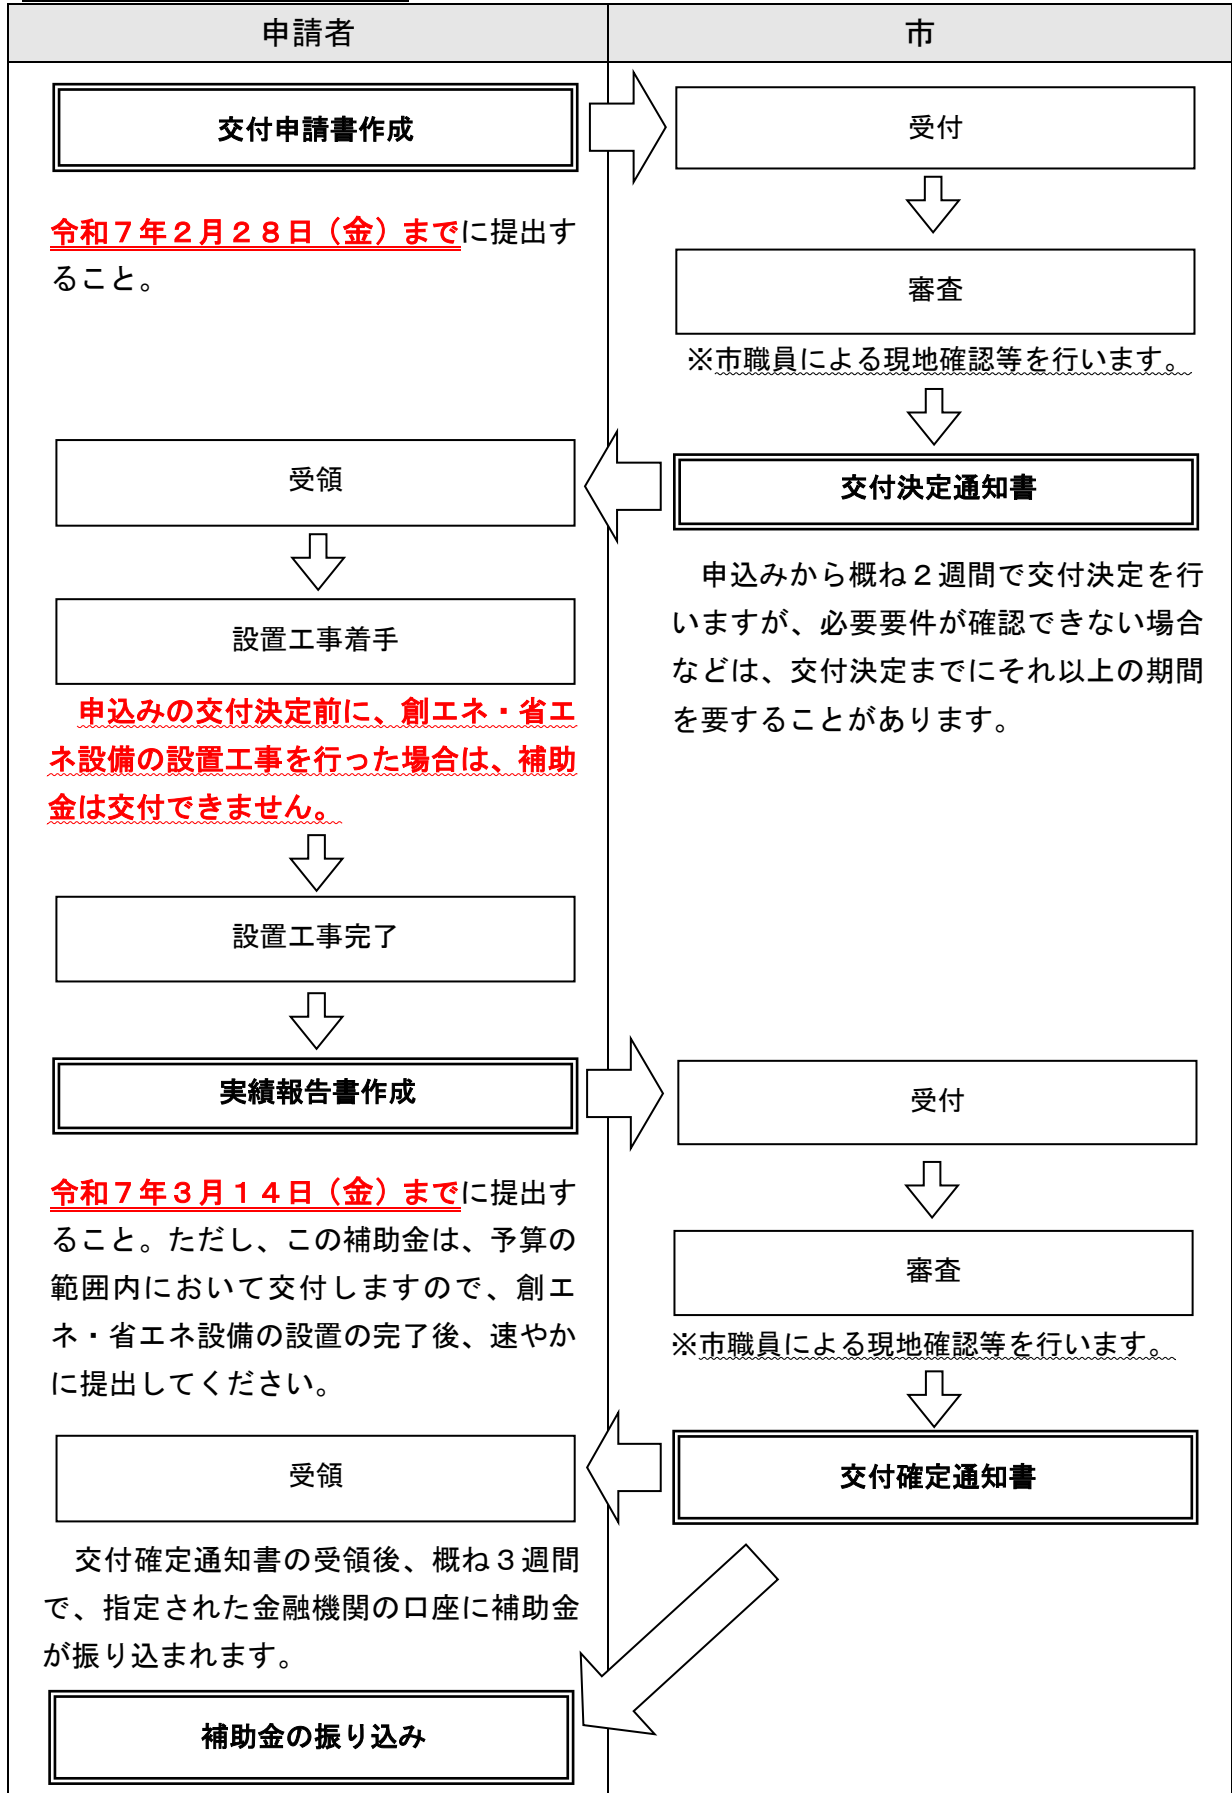 申請者
市
交付申請書作成
受付
令和７年２月２８日（金）までに提出す
ること。
審査
※市職員による現地確認等を行います。
交付決定通知書
受領
申込みから概ね２週間で交付決定を行
いますが、必要要件が確認できない場合
などは、交付決定までにそれ以上の期間
を要することがあります。
設置工事着手
申込みの交付決定前に、創エネ・省エ
ネ設備の設置工事を行った場合は、補助
金は交付できません。
設置工事完了
実績報告書作成
受付
令和７年３月１４日（金）までに提出す
ること。ただし、この補助金は、予算の
範囲内において交付しますので、創エ
ネ・省エネ設備の設置の完了後、速やか
に提出してください。
審査
※市職員による現地確認等を行います。
交付確定通知書
受領
交付確定通知書の受領後、概ね３週間
で、指定された金融機関の口座に補助金
が振り込まれます。
補助金の振り込み